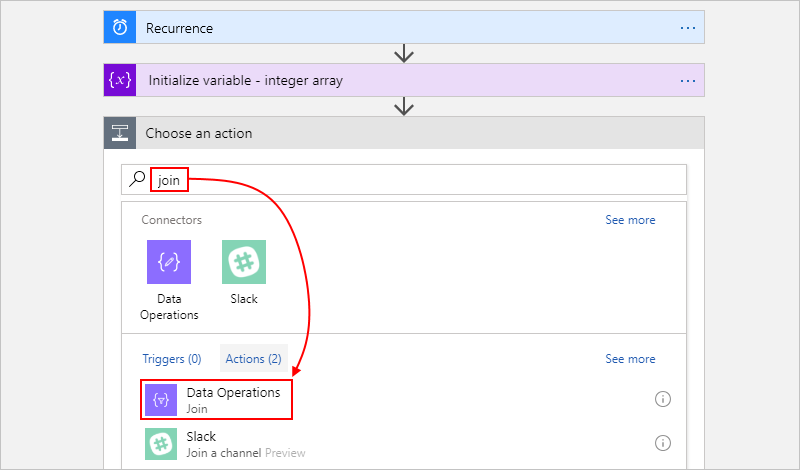 Recurrence
Initialize variable - integer array
Choose an action
join
Connectors
See more
Data
Operations
Slack
Triggers (0)
Actions (2)
See more
Data Operations
Join
Slack
Join a channel Preview